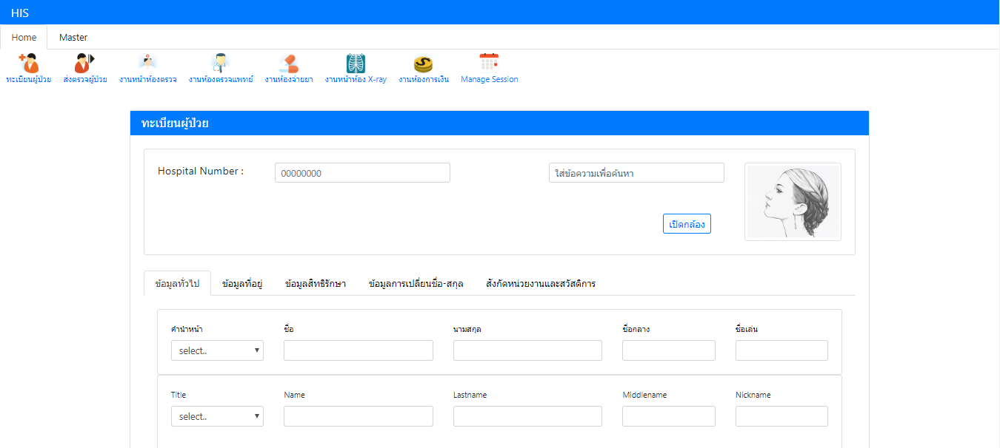 HIS
Home Master
ทะเบียนผู้ป่วย ส่งตรวจผู้ป่วย งานหน้าห้องตรวจ งานห้องตรวจแพทย์ งานห้องจ่ายยา งานหน้าห้อง X-ray งานห้องการเงิน Manage Session
ทะเบียนผู้ป่วย
Hospital Number : 00000000 ใส่ข้อความเพื่อค้นหา
เปิดกล้อง
ข้อมูลทั่วไป ข้อมูลที่อยู่ ข้อมูลสิทธิรักษา ข้อมูลการเปลี่ยนชื่อ-สกุล สังกัดหน่วยงานและสวัสดิการ
คำนำหน้า ชื่อ นามสกุล ชื่อกลาง ชื่อเล่น
select..
Title Name Lastname Middlename Nickname
select..